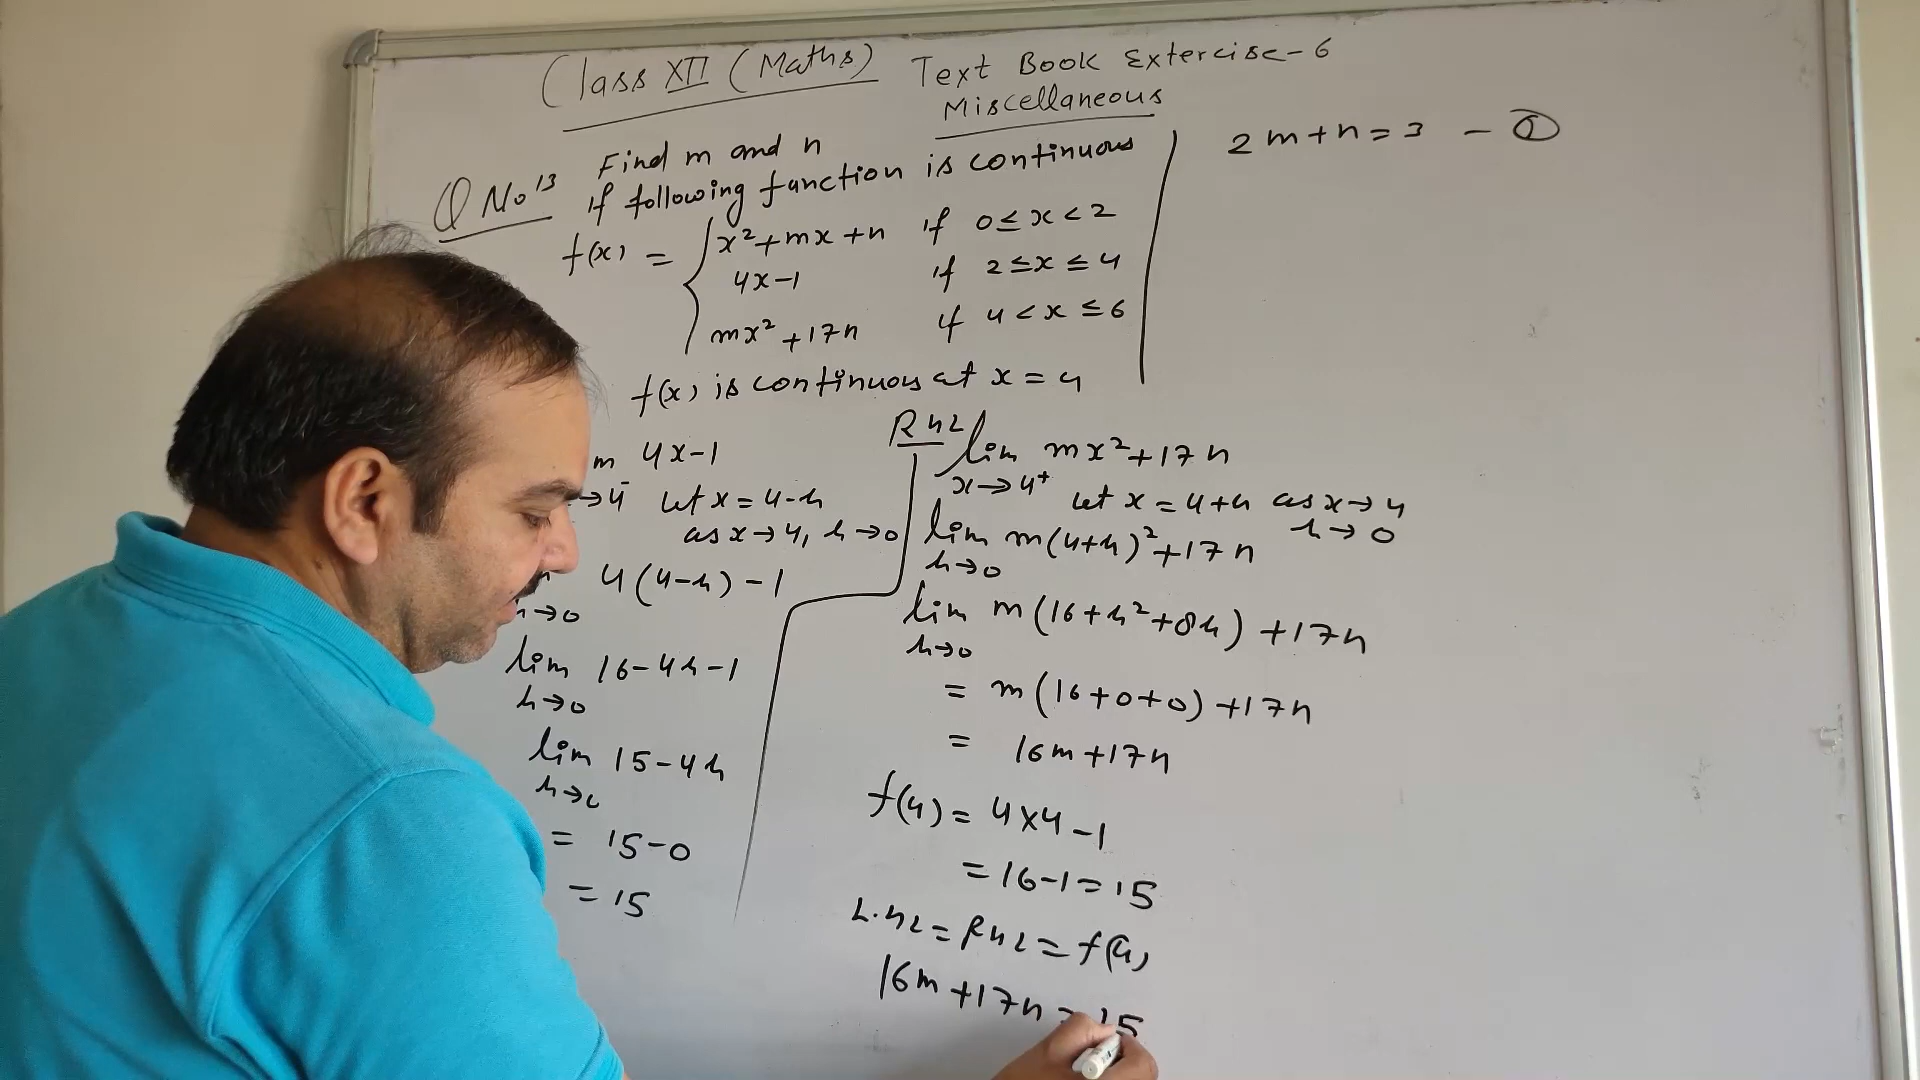 Class XII (Maths) Text Book Extercise-6
Miscellaneous
Q No 13 Find m and n
if following function is continuous
f(x) = { x²+mx+n if 0≤x<2
4x-1 if 2≤x≤4
mx²+17n if 4<x≤6
f(x) is continuous at x=4
4x-1
→4⁻ let x=4-h
as x→4, h→0
4(4-h)-1
h→0
lim 16-4h-1
h→0
lim 15-4h
h→0
= 15-0
= 15
RHL lim mx²+17n
x→4⁺ let x=4+h as x→4
h→0
lim m(4+h)²+17n
h→0
lim m(16+h²+8h)+17n
h→0
= m(16+0+0)+17n
= 16m+17n
f(4) = 4×4-1
= 16-1=15
L.HL=RHL=f(4)
16m+17n=15
2m+n=3 - ①